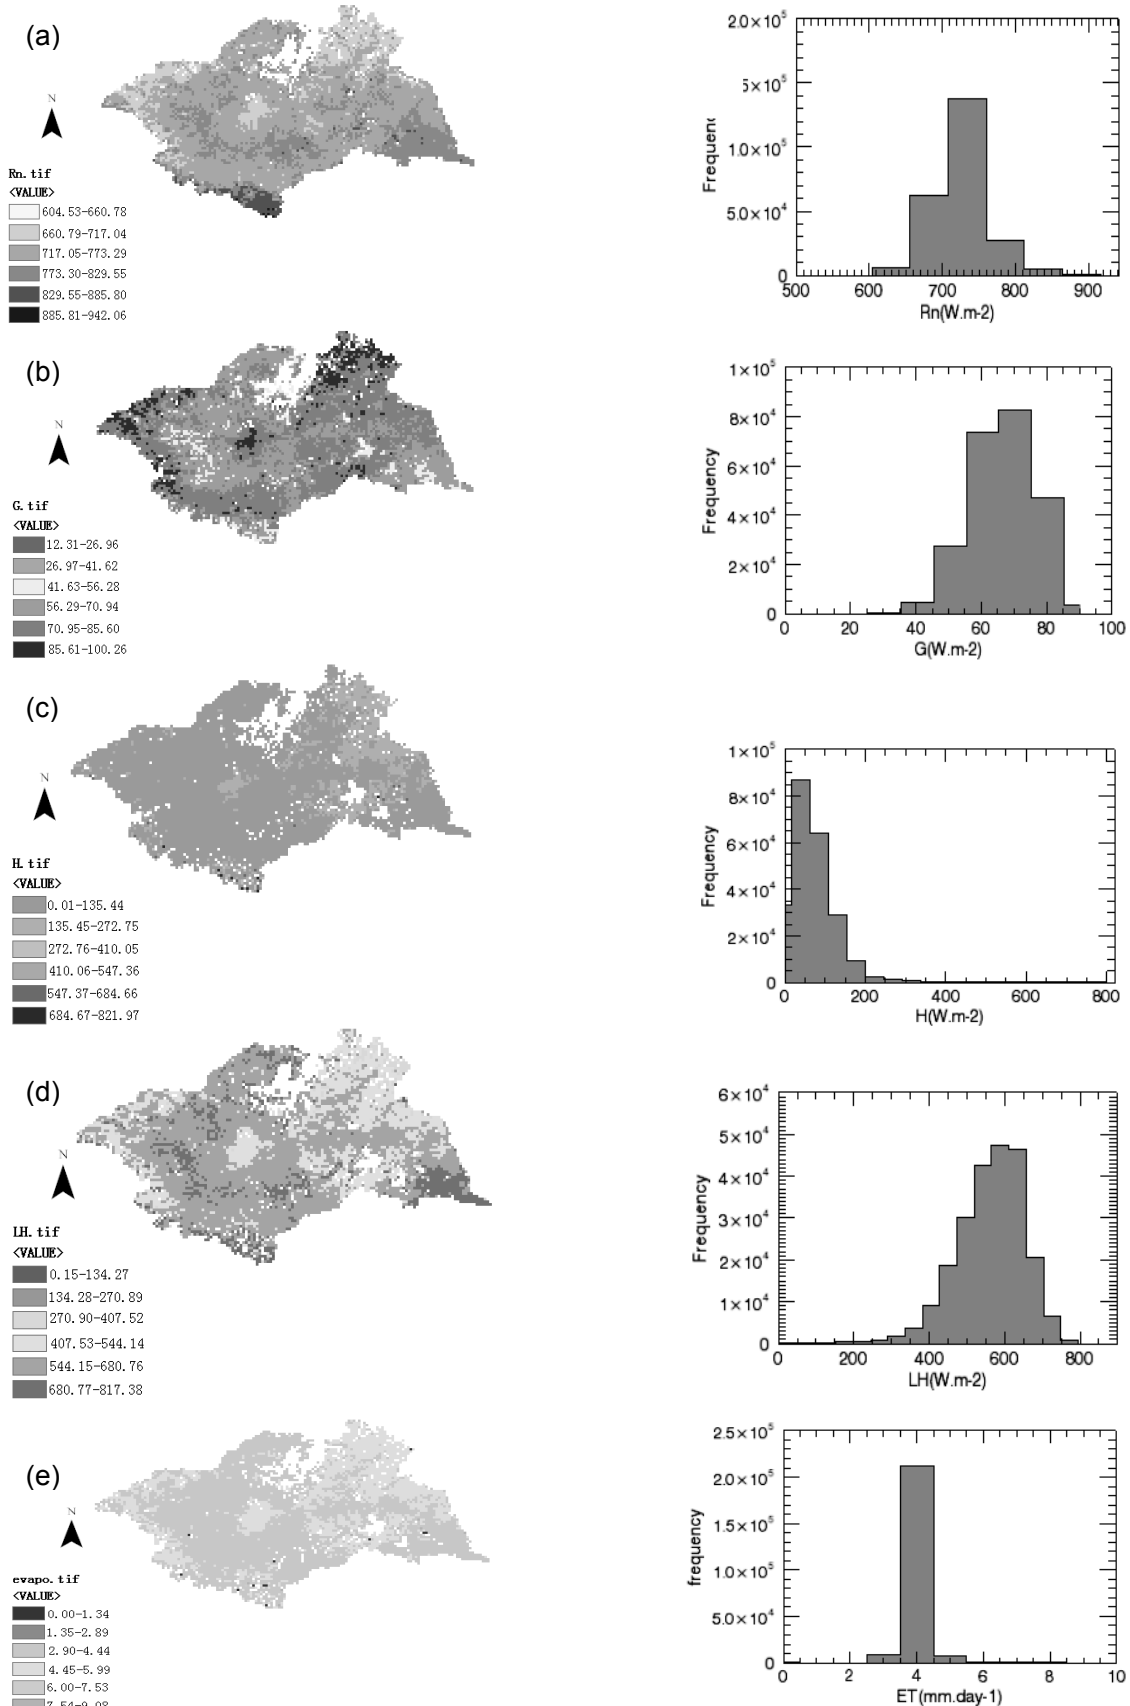 (a)
N
Rn.tif
<VALUE>
604.53-660.78
660.79-717.04
717.05-773.29
773.30-829.55
829.55-885.80
885.81-942.06
2.0×10⁵
5×10⁵
1.0×10⁵
5.0×10⁴
0
Frequenc
500 600 700 800 900
Rn(W.m-2)
(b)
N
G.tif
<VALUE>
12.31-26.96
26.97-41.62
41.63-56.28
56.29-70.94
70.95-85.60
85.61-100.26
1×10⁵
8×10⁴
6×10⁴
4×10⁴
2×10⁴
0
Frequency
0 20 40 60 80 100
G(W.m-2)
(c)
N
H.tif
<VALUE>
0.01-135.44
135.45-272.75
272.76-410.05
410.06-547.36
547.37-684.66
684.67-821.97
1×10⁵
8×10⁴
6×10⁴
4×10⁴
2×10⁴
0
Frequency
0 200 400 600 800
H(W.m-2)
(d)
N
LH.tif
<VALUE>
0.15-134.27
134.28-270.89
270.90-407.52
407.53-544.14
544.15-680.76
680.77-817.38
6×10⁴
5×10⁴
4×10⁴
3×10⁴
2×10⁴
1×10⁴
0
Frequency
0 200 400 600 800
LH(W.m-2)
(e)
N
evapo.tif
<VALUE>
0.00-1.34
1.35-2.89
2.90-4.44
4.45-5.99
6.00-7.53
7.54-9.08
2.5×10⁵
2.0×10⁵
1.5×10⁵
1.0×10⁵
5.0×10⁴
0
frequency
0 2 4 6 8 10
ET(mm.day-1)